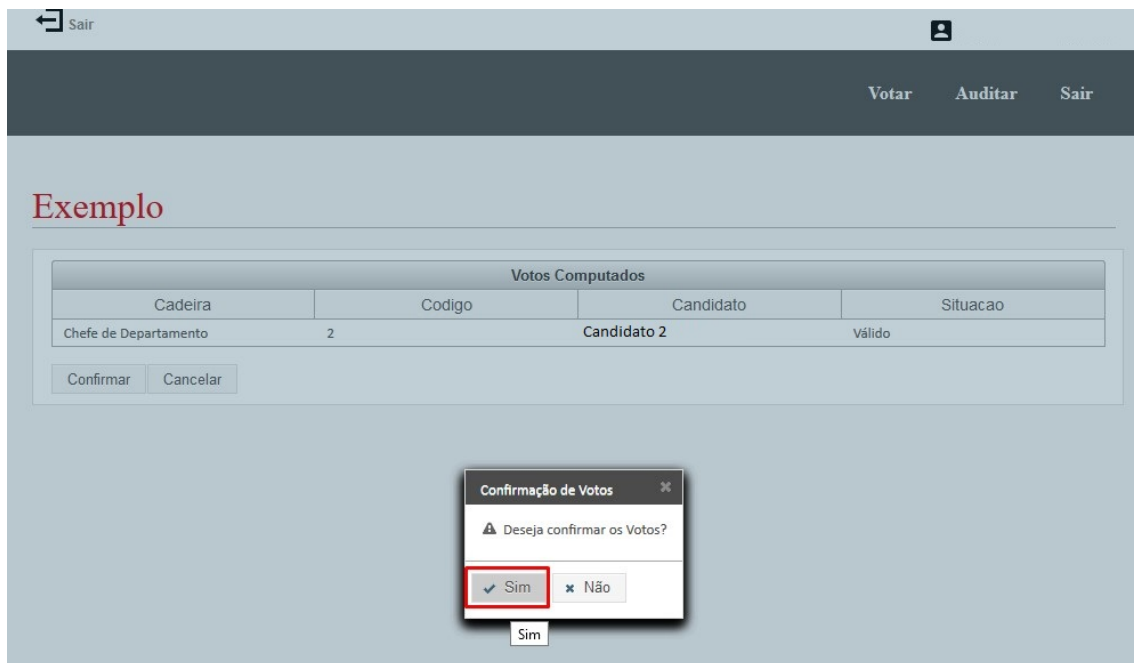 Sair
Votar Auditar Sair
Exemplo
Votos Computados
Cadeira Codigo Candidato Situacao
Chefe de Departamento 2 Candidato 2 Válido
Confirmar Cancelar
Confirmação de Votos
Deseja confirmar os Votos?
Sim Não
Sim